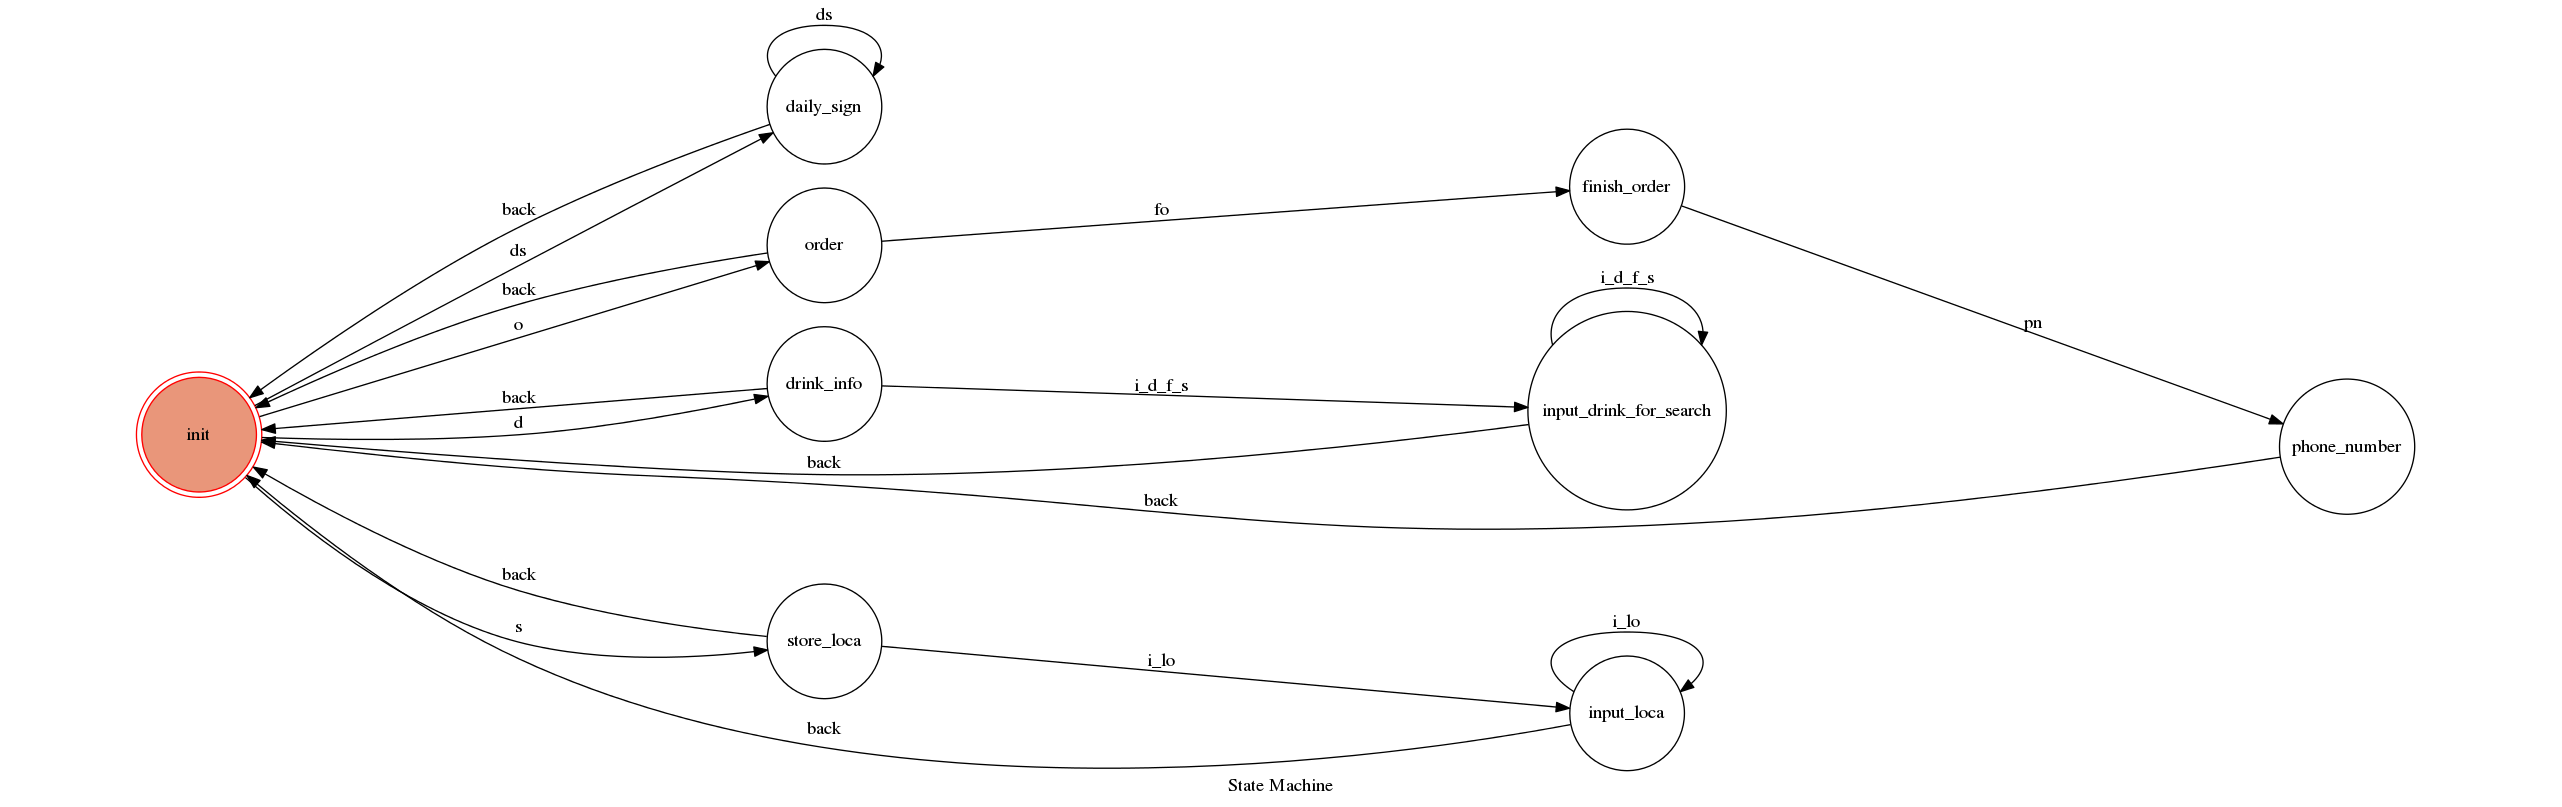 ds
daily_sign
finish_order
back
fo
order
ds
i_d_f_s
back
o
pn
drink_info
i_d_f_s
back
input_drink_for_search
d
init
phone_number
back
back
back
i_lo
s
store_loca
i_lo
input_loca
back
State Machine